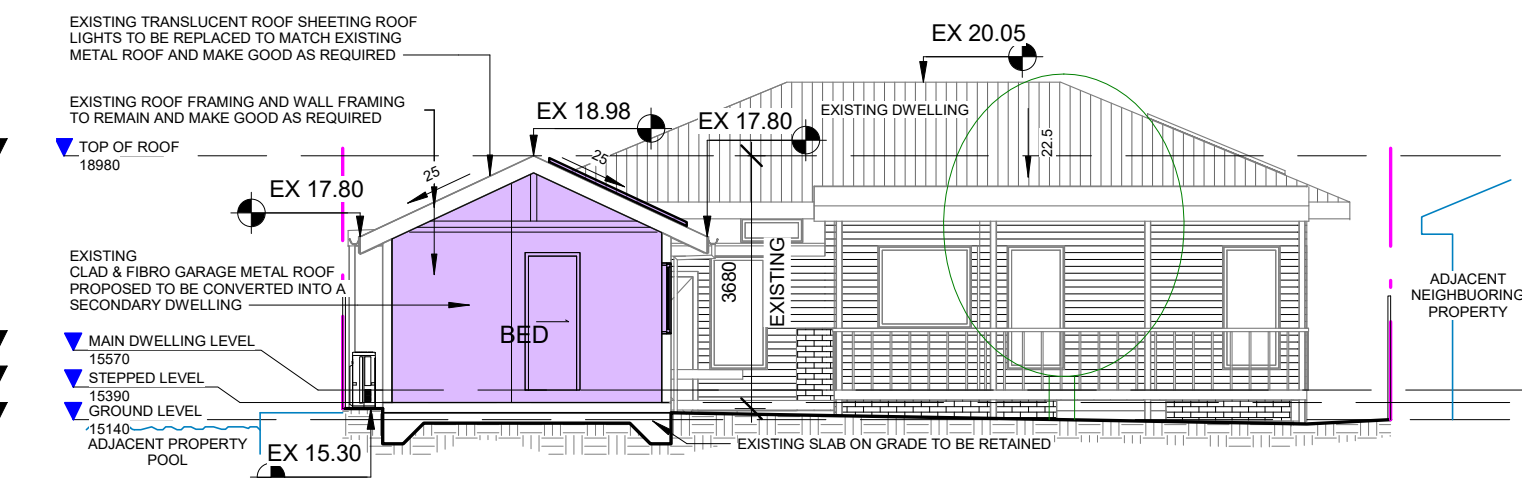 EXISTING TRANSLUCENT ROOF SHEETING ROOF
LIGHTS TO BE REPLACED TO MATCH EXISTING
METAL ROOF AND MAKE GOOD AS REQUIRED
EX 20.05
EXISTING ROOF FRAMING AND WALL FRAMING
TO REMAIN AND MAKE GOOD AS REQUIRED
EX 18.98
EX 17.80
EXISTING DWELLING
TOP OF ROOF
18980
25
25
22.5
EX 17.80
EXISTING
CLAD & FIBRO GARAGE METAL ROOF
PROPOSED TO BE CONVERTED INTO A
SECONDARY DWELLING
3680
EXISTING
ADJACENT
NEIGHBUORING
PROPERTY
BED
MAIN DWELLING LEVEL
15570
STEPPED LEVEL
15390
GROUND LEVEL
15140
ADJACENT PROPERTY
POOL
EX 15.30
EXISTING SLAB ON GRADE TO BE RETAINED